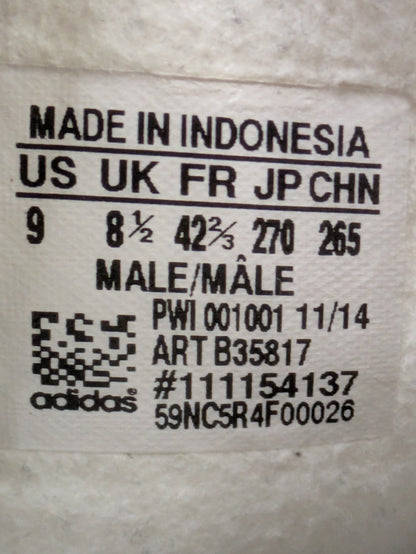 MADE IN INDONESIA
US UK FR JP CHN
9 8½ 42⅔ 270 265
MALE/MÂLE
PWI 001001 11/14
ART B35817
#111154137
adidas®
59NC5R4F00026